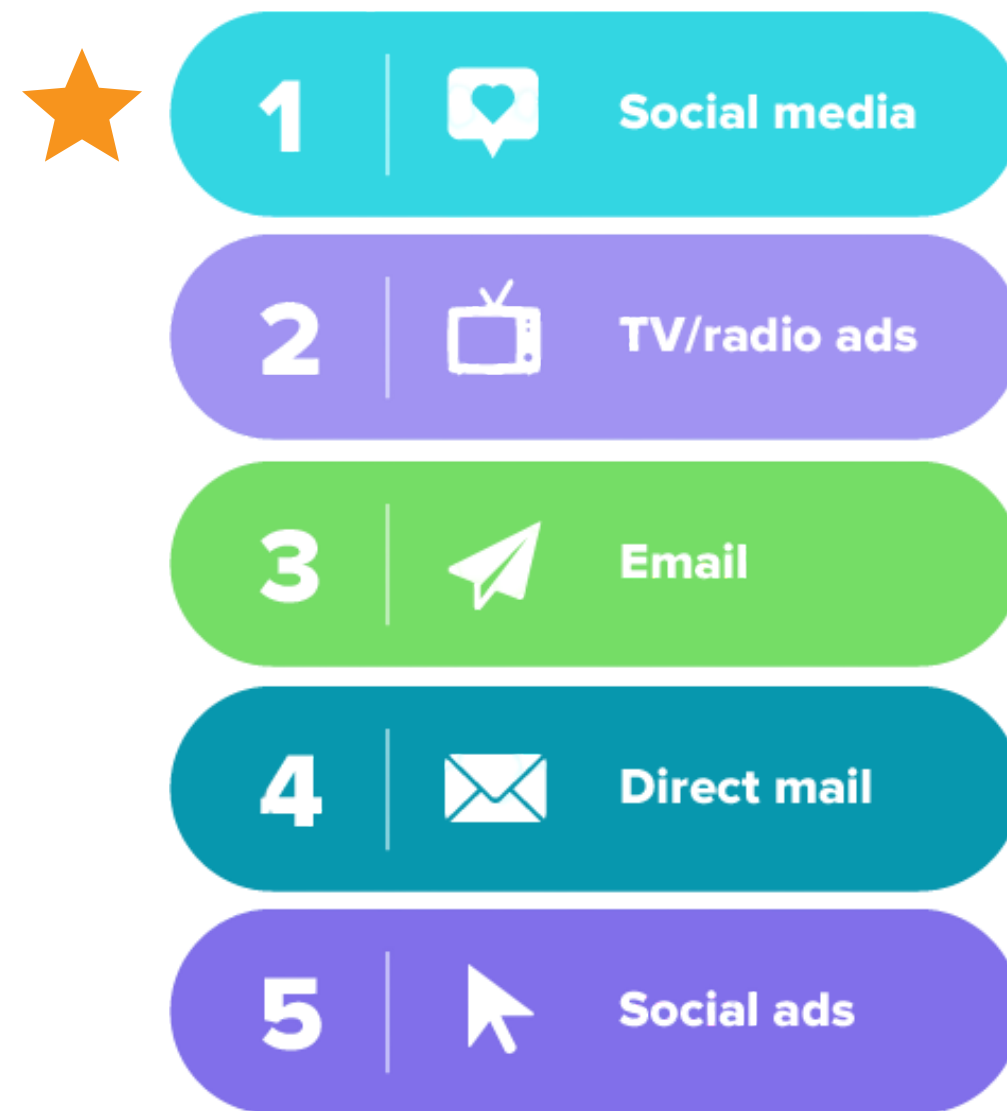 1 Social media
2 TV/radio ads
3 Email
4 Direct mail
5 Social ads